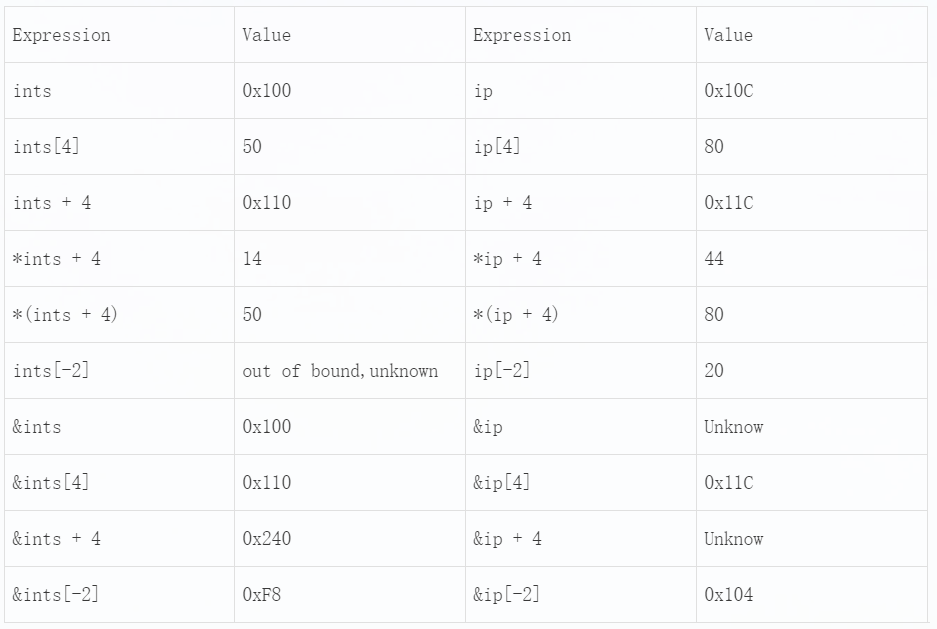 Expression Value Expression Value
ints 0x100 ip 0x10C
ints[4] 50 ip[4] 80
ints + 4 0x110 ip + 4 0x11C
*ints + 4 14 *ip + 4 44
*(ints + 4) 50 *(ip + 4) 80
ints[-2] out of bound,unknown ip[-2] 20
&ints 0x100 &ip Unknow
&ints[4] 0x110 &ip[4] 0x11C
&ints + 4 0x240 &ip + 4 Unknow
&ints[-2] 0xF8 &ip[-2] 0x104